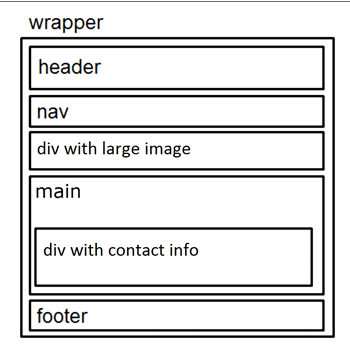 wrapper
header
nav
div with large image
main
div with contact info
footer